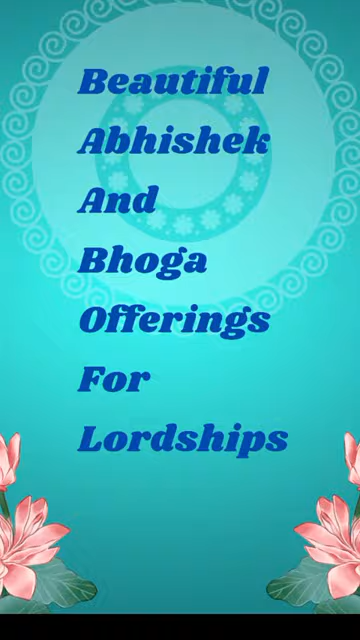 Beautiful
Abhishek
And
Bhoga
Offerings
For
Lordships